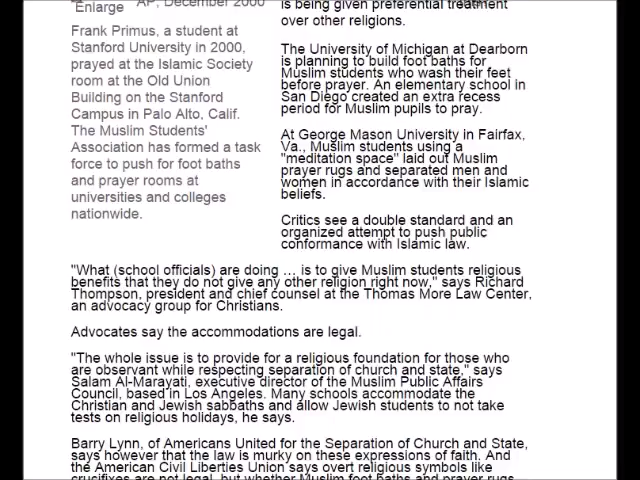 Enlarge AP, December 2000
Frank Primus, a student at
Stanford University in 2000,
prayed at the Islamic Society
room at the Old Union
Building on the Stanford
Campus in Palo Alto, Calif.
The Muslim Students'
Association has formed a task
force to push for foot baths
and prayer rooms at
universities and colleges
nationwide.
is being given preferential treatment
over other religions.
The University of Michigan at Dearborn
is planning to build foot baths for
Muslim students who wash their feet
before prayer. An elementary school in
San Diego created an extra recess
period for Muslim pupils to pray.
At George Mason University in Fairfax,
Va., Muslim students using a
"meditation space" laid out Muslim
prayer rugs and separated men and
women in accordance with their Islamic
beliefs.
Critics see a double standard and an
organized attempt to push public
conformance with Islamic law.
"What (school officials) are doing … is to give Muslim students religious
benefits that they do not give any other religion right now," says Richard
Thompson, president and chief counsel at the Thomas More Law Center,
an advocacy group for Christians.
Advocates say the accommodations are legal.
"The whole issue is to provide for a religious foundation for those who
are observant while respecting separation of church and state," says
Salam Al-Marayati, executive director of the Muslim Public Affairs
Council, based in Los Angeles. Many schools accommodate the
Christian and Jewish sabbaths and allow Jewish students to not take
tests on religious holidays, he says.
Barry Lynn, of Americans United for the Separation of Church and State,
says however that the law is murky on these expressions of faith. And
the American Civil Liberties Union says overt religious symbols like
crucifixes are not legal, but whether Muslim foot baths and prayer rugs